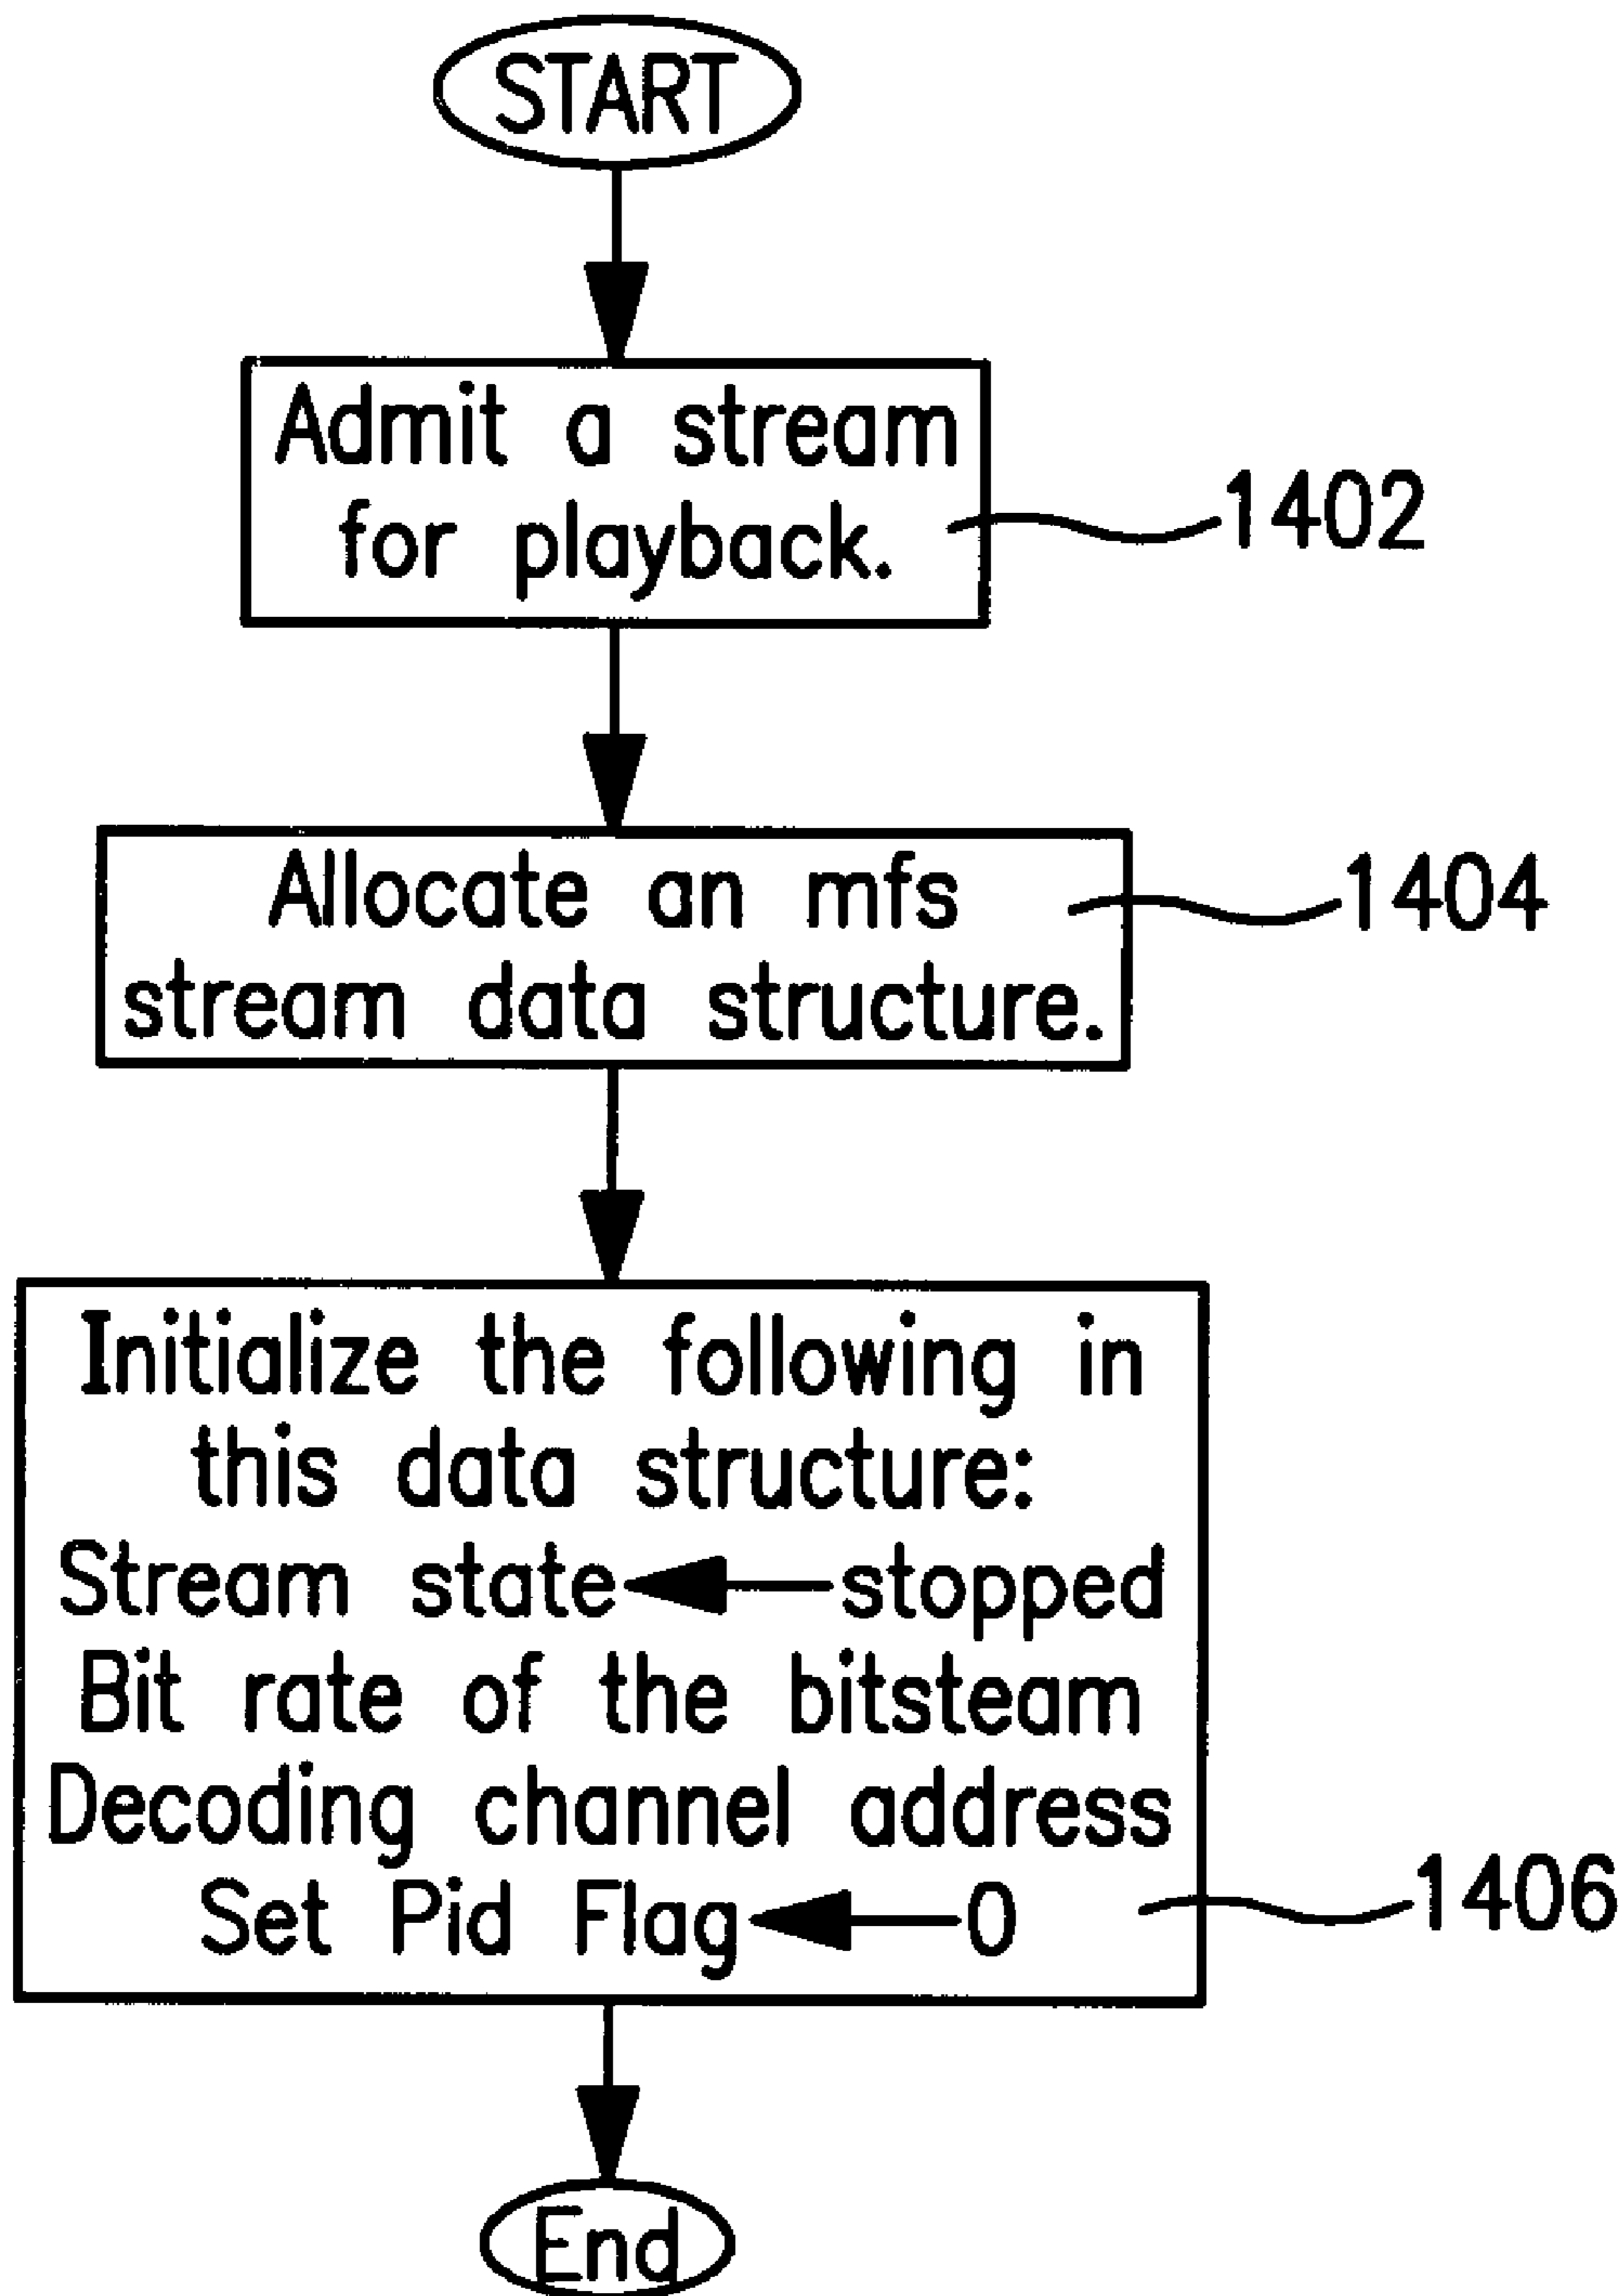 START
Admit a stream
for playback.
1402
Allocate an mfs
stream data structure.
1404
Initialize the following in
this data structure:
Stream state ← stopped
Bit rate of the bitsteam
Decoding channel address
Set Pid Flag ← 0
1406
End